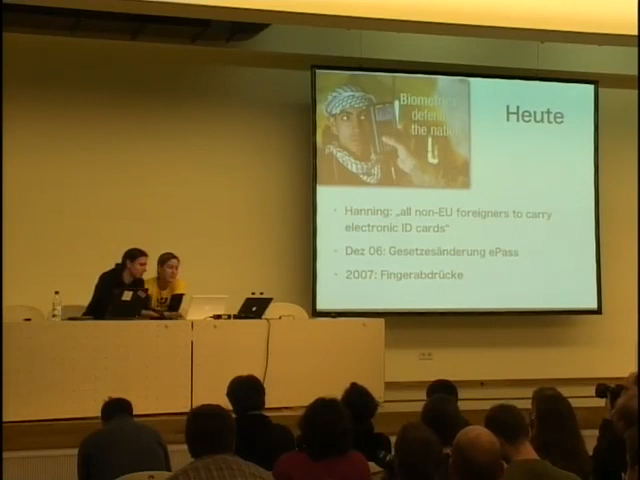 Heute
Biometrics
defend
the nation
Hanning: „all non-EU foreigners to carry
electronic ID cards“
Dez 06: Gesetzesänderung ePass
2007: Fingerabdrücke